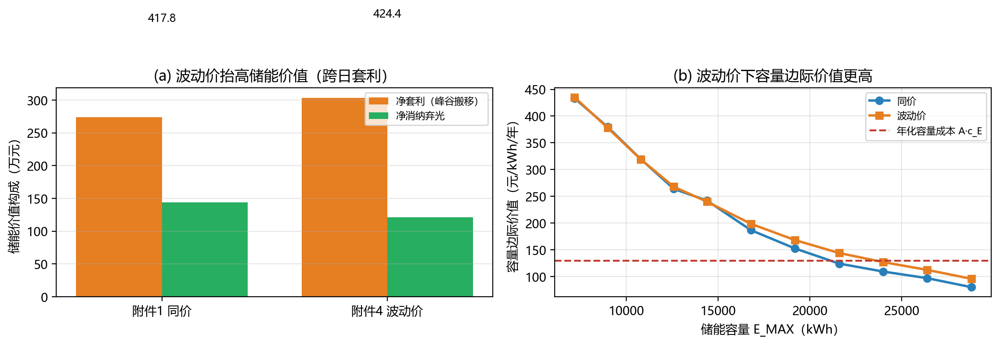 417.8
424.4
(a) 波动价抬高储能价值（跨日套利）
储能价值构成（万元）
300
250
200
150
100
50
0
净套利（峰谷搬移）
净消纳弃光
附件1 同价
附件4 波动价
(b) 波动价下容量边际价值更高
容量边际价值（元/kWh/年）
450
400
350
300
250
200
150
100
同价
波动价
年化容量成本 A·c_E
10000
15000
20000
25000
储能容量 E_MAX（kWh）